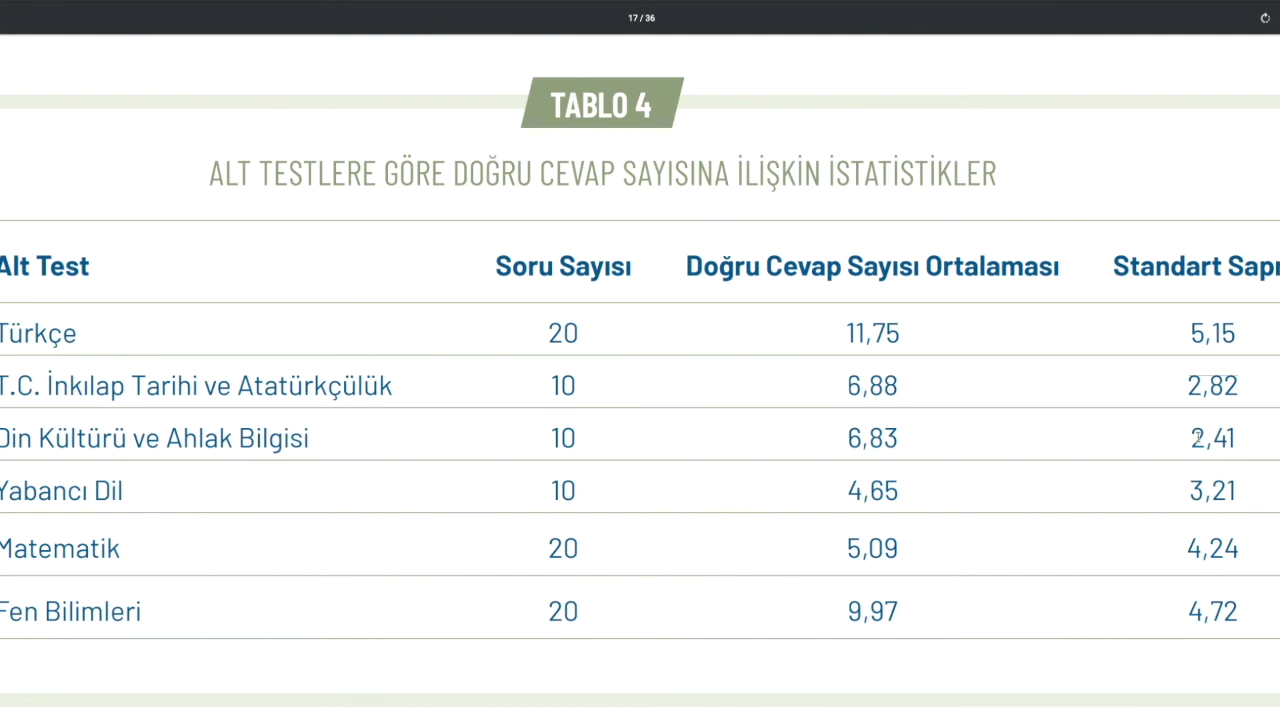 17 / 36
TABLO 4
ALT TESTLERE GÖRE DOĞRU CEVAP SAYISINA İLİŞKİN İSTATİSTİKLER
Alt Test Soru Sayısı Doğru Cevap Sayısı Ortalaması Standart Sap
Türkçe 20 11,75 5,15
T.C. İnkılap Tarihi ve Atatürkçülük 10 6,88 2,82
Din Kültürü ve Ahlak Bilgisi 10 6,83 2,41
Yabancı Dil 10 4,65 3,21
Matematik 20 5,09 4,24
Fen Bilimleri 20 9,97 4,72